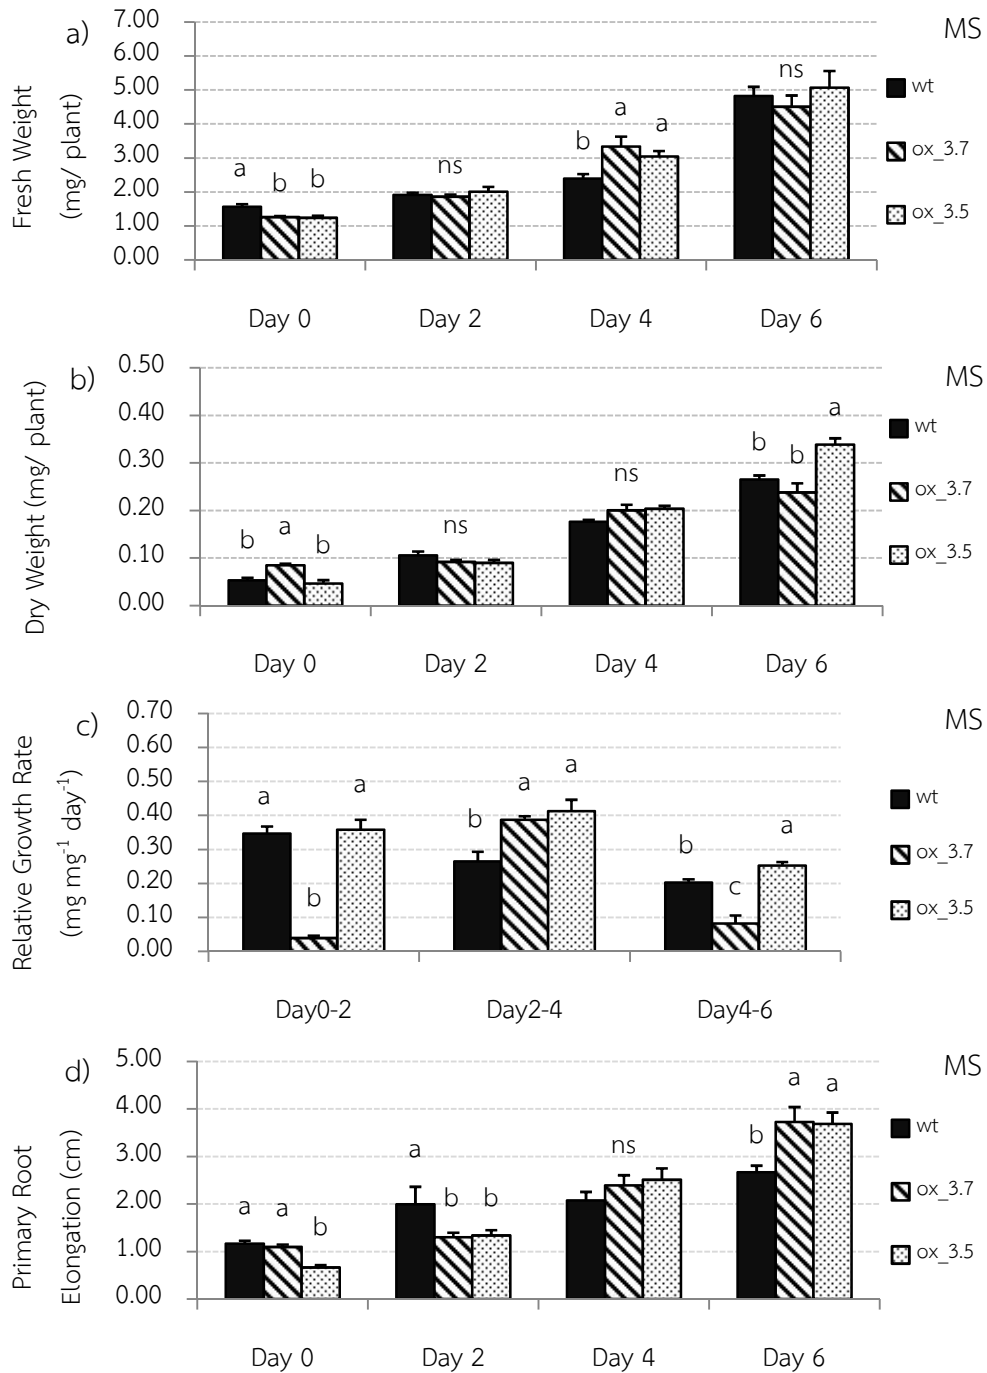 a)
MS
Fresh Weight
(mg/ plant)
7.00
6.00
5.00
4.00
3.00
2.00
1.00
0.00
a b b
ns
b a a
ns
wt
ox_3.7
ox_3.5
Day 0 Day 2 Day 4 Day 6
b)
MS
Dry Weight (mg/ plant)
0.50
0.40
0.30
0.20
0.10
0.00
b a b
ns
ns
b b a
wt
ox_3.7
ox_3.5
Day 0 Day 2 Day 4 Day 6
c)
MS
Relative Growth Rate
(mg mg⁻¹ day⁻¹)
0.70
0.60
0.50
0.40
0.30
0.20
0.10
0.00
a b a
b a a
b c a
wt
ox_3.7
ox_3.5
Day0-2 Day2-4 Day4-6
d)
MS
Primary Root
Elongation (cm)
5.00
4.00
3.00
2.00
1.00
0.00
a a b
a b b
ns
b a a
wt
ox_3.7
ox_3.5
Day 0 Day 2 Day 4 Day 6